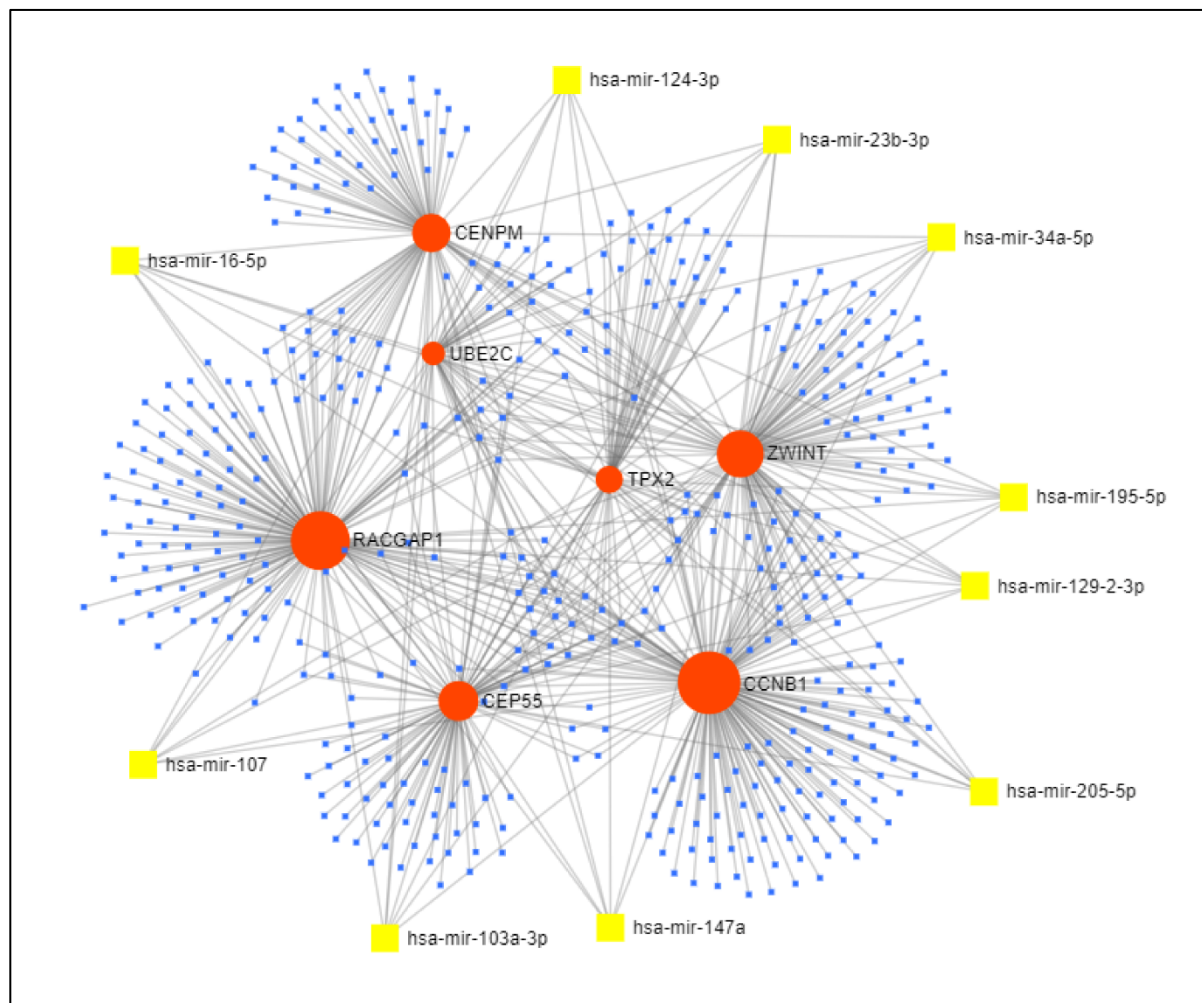 hsa-mir-124-3p
hsa-mir-23b-3p
CENPM
hsa-mir-34a-5p
hsa-mir-16-5p
UBE2C
ZWINT
TPX2
hsa-mir-195-5p
RACGAP1
hsa-mir-129-2-3p
CCNB1
CEP55
hsa-mir-107
hsa-mir-205-5p
hsa-mir-147a
hsa-mir-103a-3p